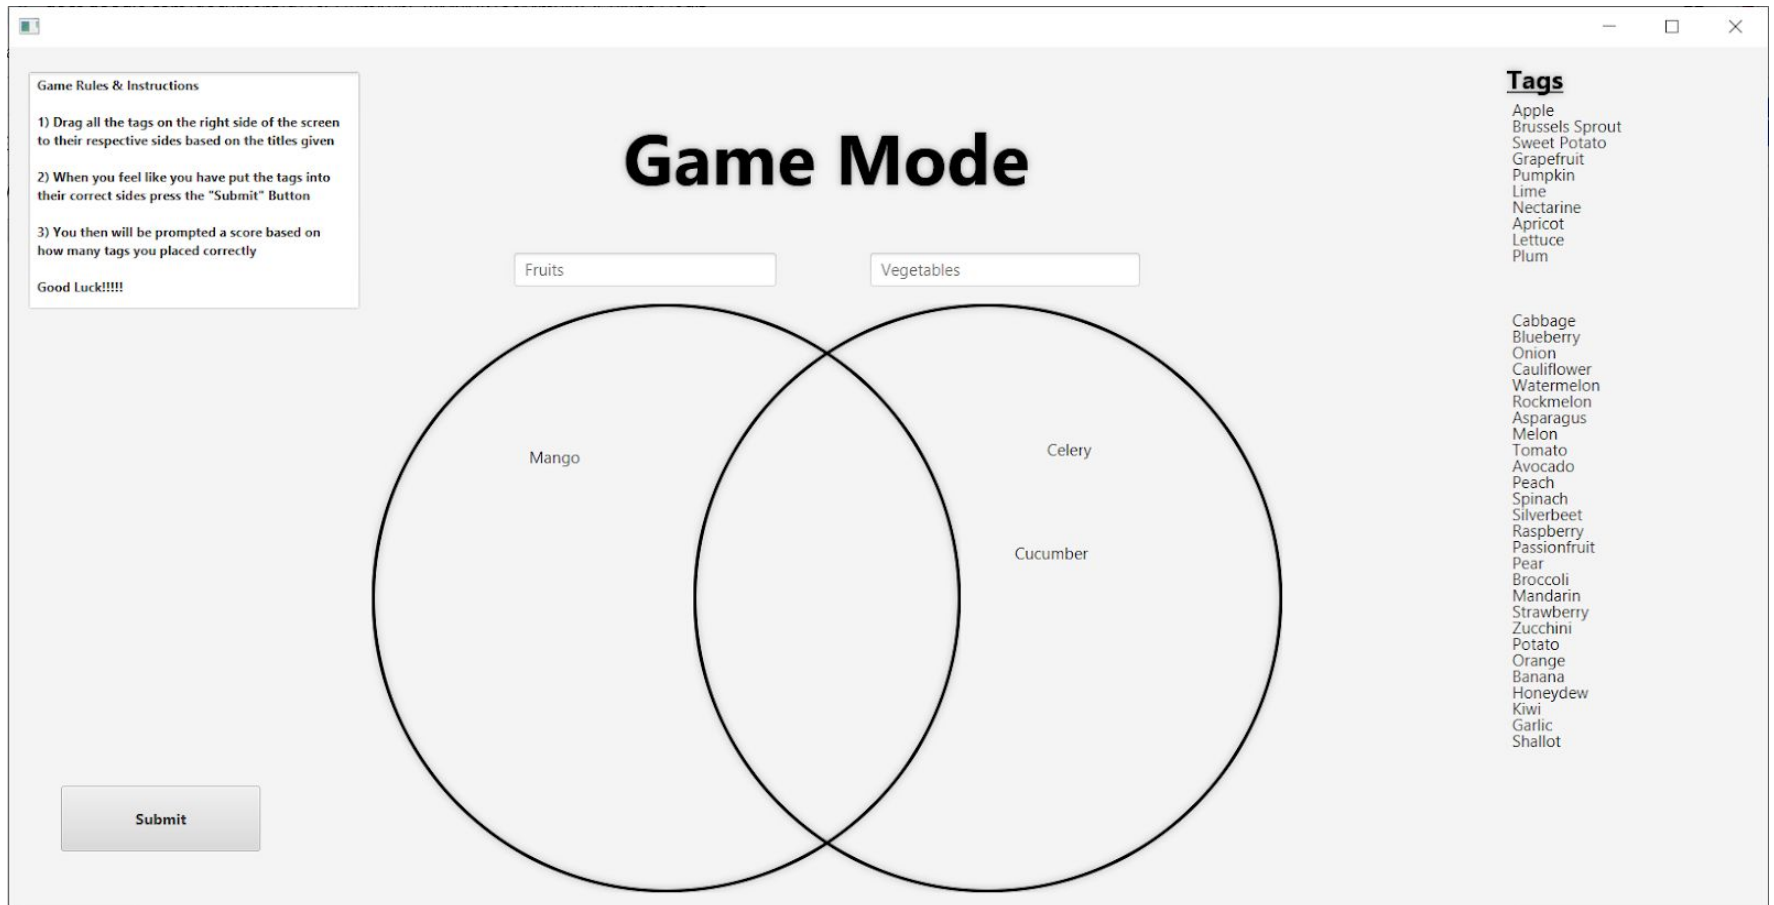 Game Rules & Instructions
1) Drag all the tags on the right side of the screen
to their respective sides based on the titles given
2) When you feel like you have put the tags into
their correct sides press the "Submit" Button
3) You then will be prompted a score based on
how many tags you placed correctly
Good Luck!!!!!
Game Mode
Fruits
Vegetables
Mango
Celery
Cucumber
Submit
Tags
Apple
Brussels Sprout
Sweet Potato
Grapefruit
Pumpkin
Lime
Nectarine
Apricot
Lettuce
Plum
Cabbage
Blueberry
Onion
Cauliflower
Watermelon
Rockmelon
Asparagus
Melon
Tomato
Avocado
Peach
Spinach
Silverbeet
Raspberry
Passionfruit
Pear
Broccoli
Mandarin
Strawberry
Zucchini
Potato
Orange
Banana
Honeydew
Kiwi
Garlic
Shallot